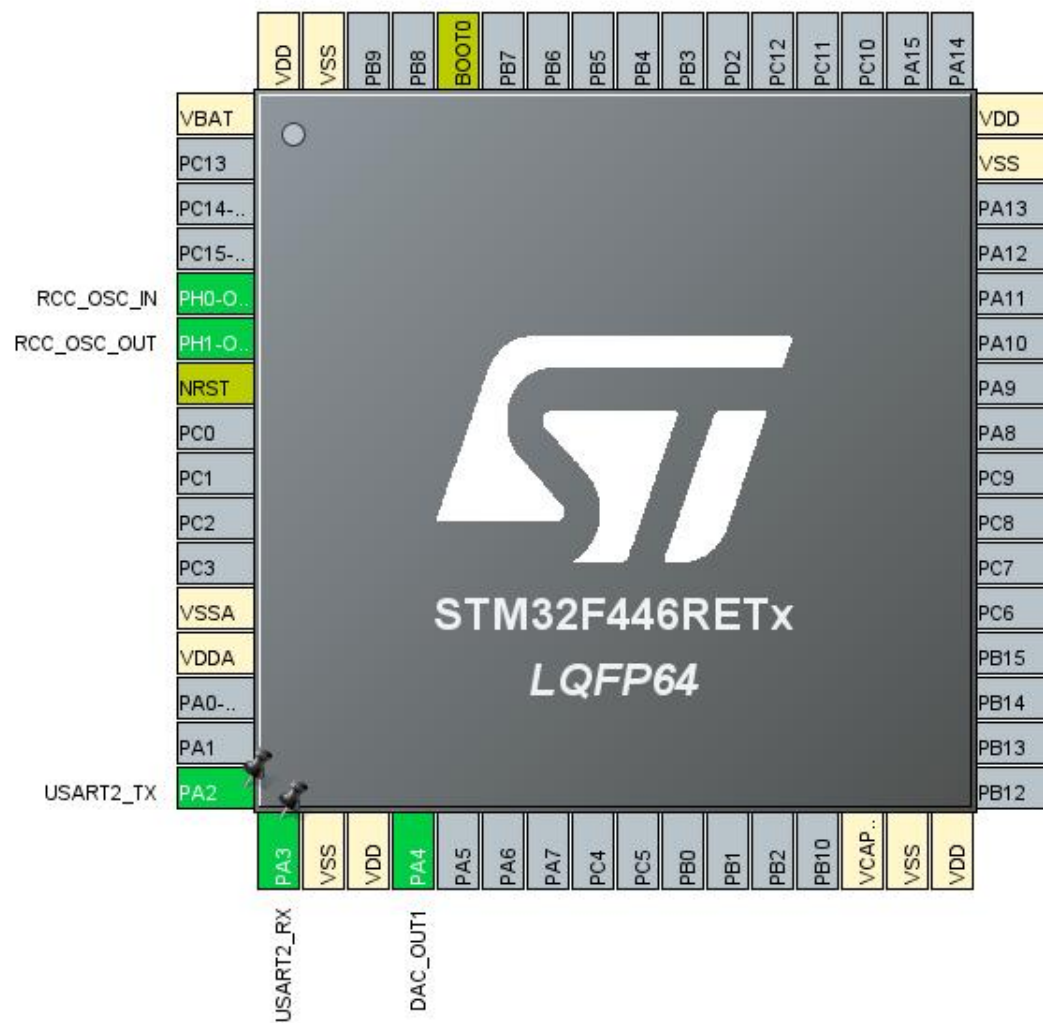 VDD
VSS
PB9
PB8
BOOT0
PB7
PB6
PB5
PB4
PB3
PD2
PC12
PC11
PC10
PA15
PA14
VBAT
PC13
PC14-..
PC15-..
RCC_OSC_IN PH0-O..
RCC_OSC_OUT PH1-O..
NRST
PC0
PC1
PC2
PC3
VSSA
VDDA
PA0-..
PA1
USART2_TX PA2
VDD
VSS
PA13
PA12
PA11
PA10
PA9
PA8
PC9
PC8
PC7
PC6
PB15
PB14
PB13
PB12
ST
STM32F446RETx
LQFP64
PA3
VSS
VDD
PA4
PA5
PA6
PA7
PC4
PC5
PB0
PB1
PB2
PB10
VCAP..
VSS
VDD
USART2_RX
DAC_OUT1